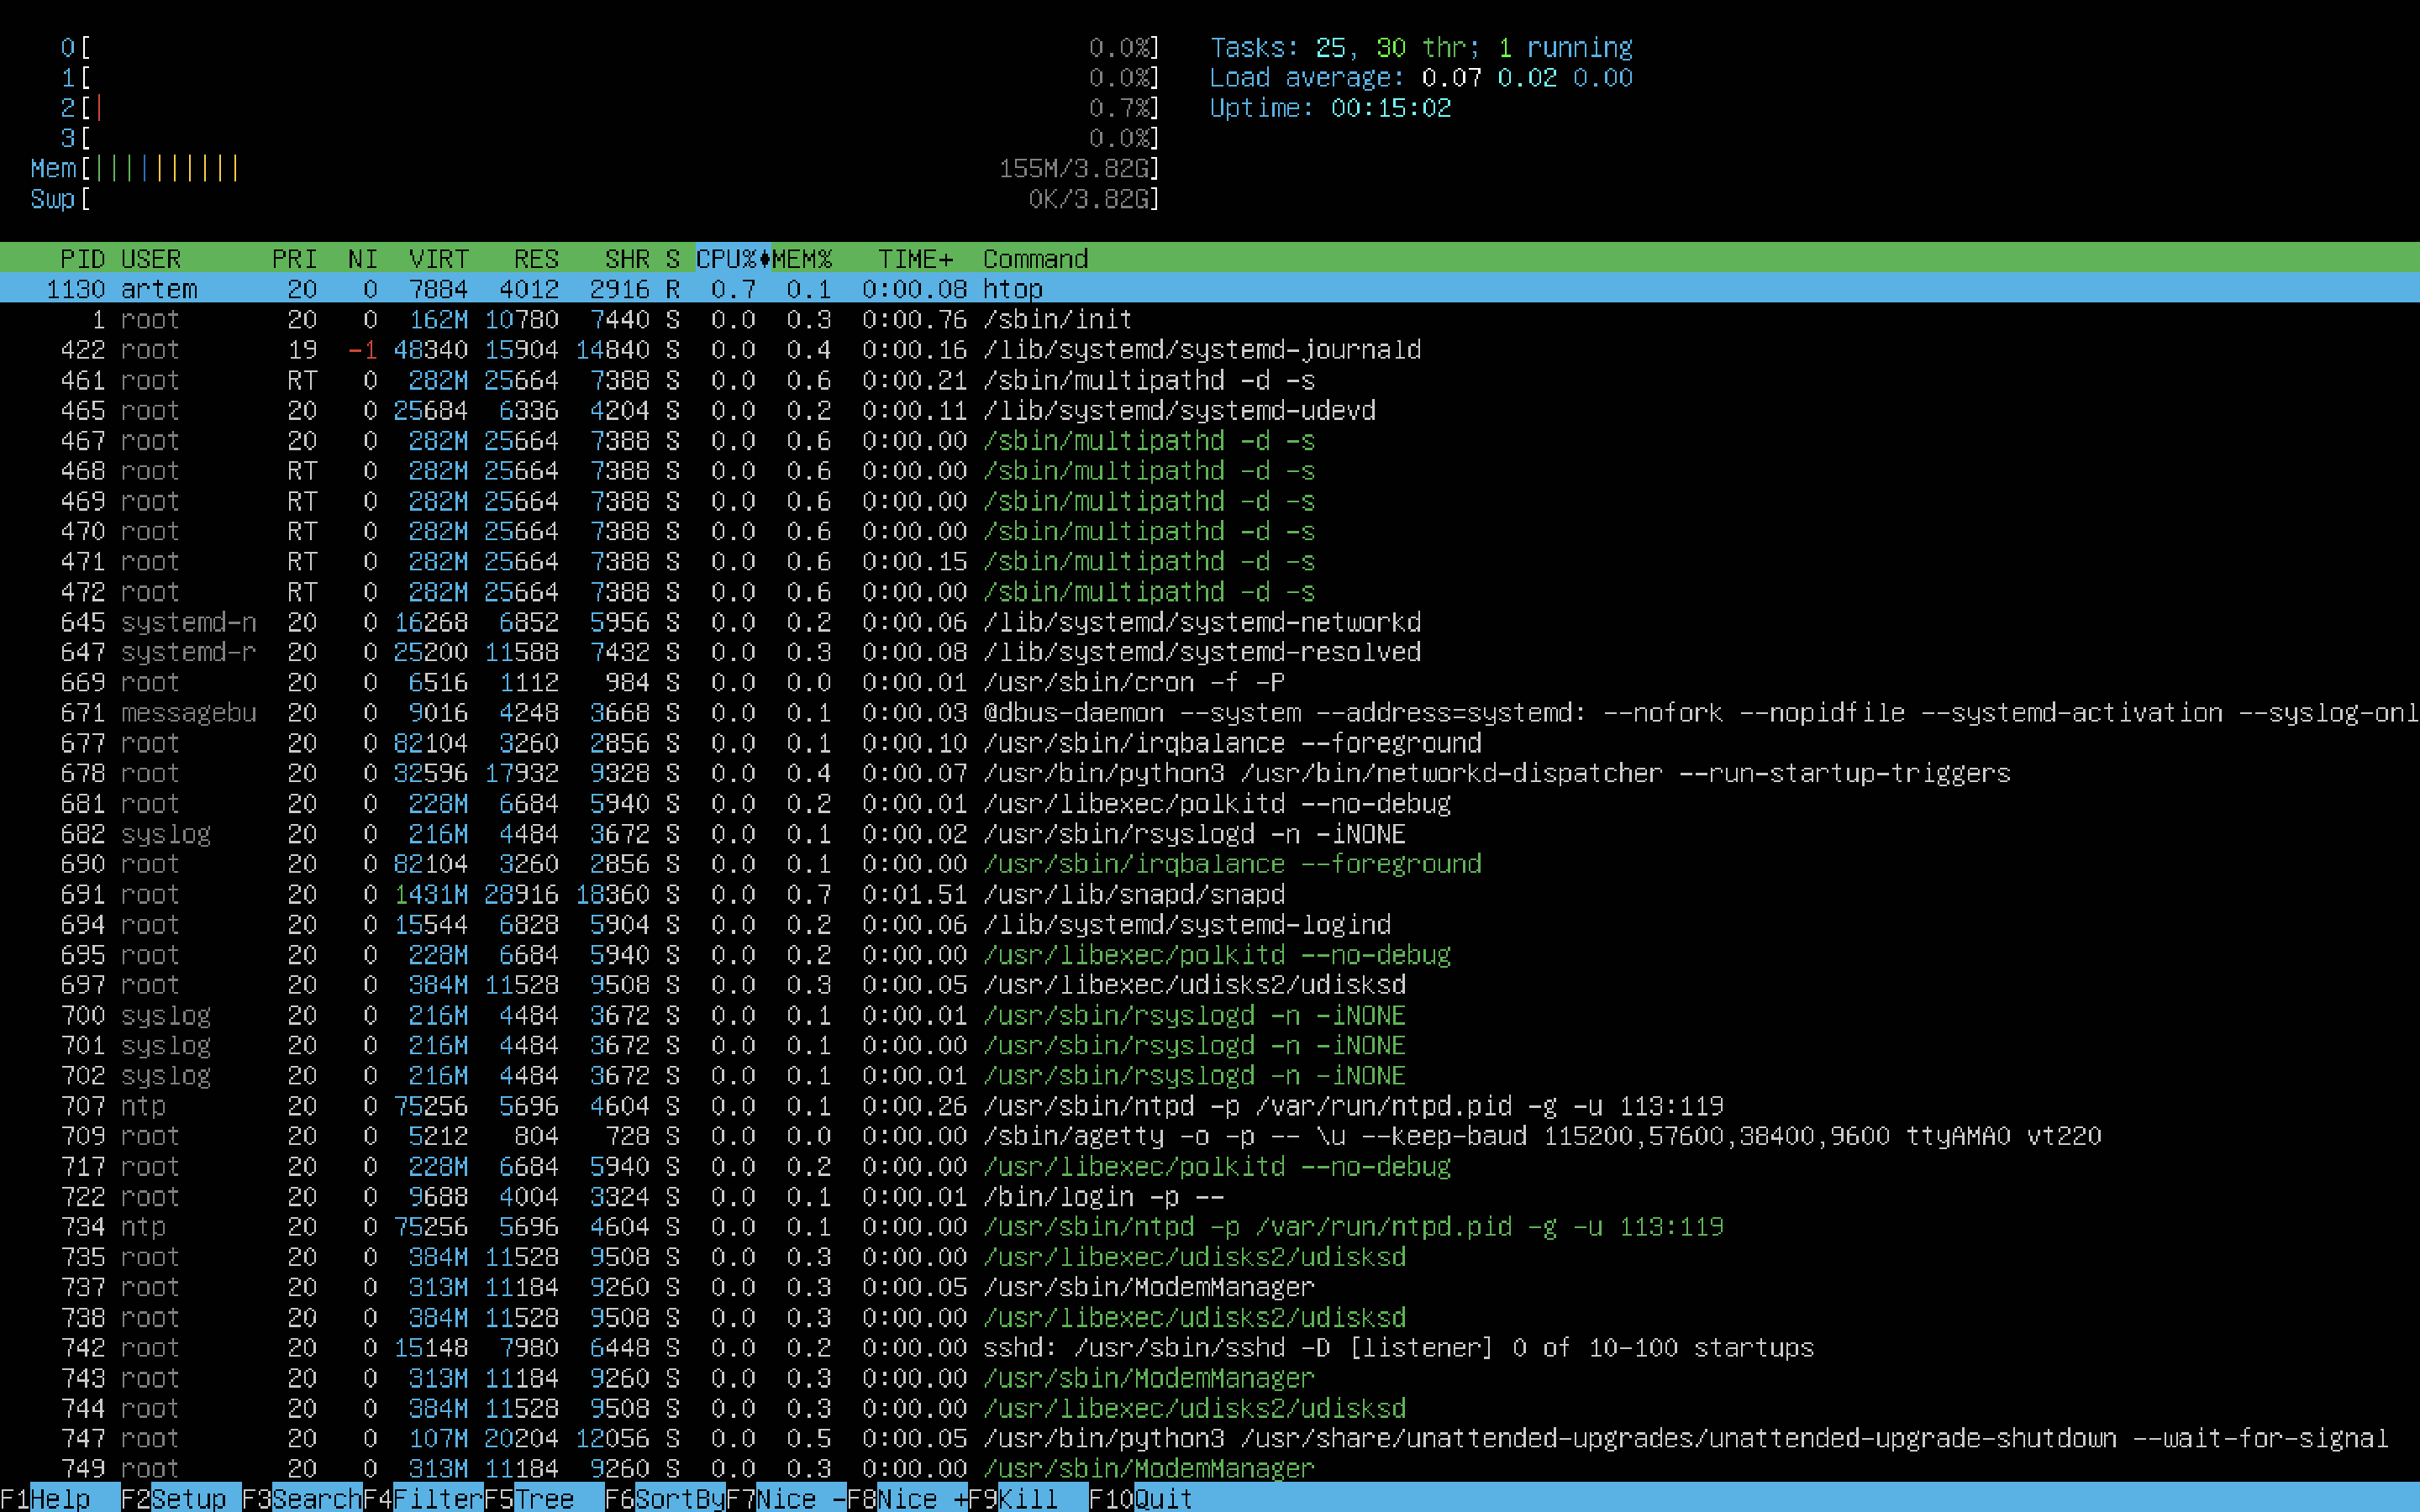 0[ 0.0%] Tasks: 25, 30 thr; 1 running
1[ 0.0%] Load average: 0.07 0.02 0.00
2[| 0.7%] Uptime: 00:15:02
3[ 0.0%]
Mem[|||||||||| 155M/3.82G]
Swp[ 0K/3.82G]
PID USER PRI NI VIRT RES SHR S CPU% MEM% TIME+ Command
1130 artem 20 0 7884 4012 2916 R 0.7 0.1 0:00.08 htop
1 root 20 0 162M 10780 7440 S 0.0 0.3 0:00.76 /sbin/init
422 root 19 -1 48340 15904 14840 S 0.0 0.4 0:00.16 /lib/systemd/systemd-journald
461 root RT 0 282M 25664 7388 S 0.0 0.6 0:00.21 /sbin/multipathd -d -s
465 root 20 0 25684 6336 4204 S 0.0 0.2 0:00.11 /lib/systemd/systemd-udevd
467 root 20 0 282M 25664 7388 S 0.0 0.6 0:00.00 /sbin/multipathd -d -s
468 root RT 0 282M 25664 7388 S 0.0 0.6 0:00.00 /sbin/multipathd -d -s
469 root RT 0 282M 25664 7388 S 0.0 0.6 0:00.00 /sbin/multipathd -d -s
470 root RT 0 282M 25664 7388 S 0.0 0.6 0:00.00 /sbin/multipathd -d -s
471 root RT 0 282M 25664 7388 S 0.0 0.6 0:00.15 /sbin/multipathd -d -s
472 root RT 0 282M 25664 7388 S 0.0 0.6 0:00.00 /sbin/multipathd -d -s
645 systemd-n 20 0 16268 6852 5956 S 0.0 0.2 0:00.06 /lib/systemd/systemd-networkd
647 systemd-r 20 0 25200 11588 7432 S 0.0 0.3 0:00.08 /lib/systemd/systemd-resolved
669 root 20 0 6516 1112 984 S 0.0 0.0 0:00.01 /usr/sbin/cron -f -P
671 messagebu 20 0 9016 4248 3668 S 0.0 0.1 0:00.03 @dbus-daemon --system --address=systemd: --nofork --nopidfile --systemd-activation --syslog-onl
677 root 20 0 82104 3260 2856 S 0.0 0.1 0:00.10 /usr/sbin/irqbalance --foreground
678 root 20 0 32596 17932 9328 S 0.0 0.4 0:00.07 /usr/bin/python3 /usr/bin/networkd-dispatcher --run-startup-triggers
681 root 20 0 228M 6684 5940 S 0.0 0.2 0:00.01 /usr/libexec/polkitd --no-debug
682 syslog 20 0 216M 4484 3672 S 0.0 0.1 0:00.02 /usr/sbin/rsyslogd -n -iNONE
690 root 20 0 82104 3260 2856 S 0.0 0.1 0:00.00 /usr/sbin/irqbalance --foreground
691 root 20 0 1431M 28916 18360 S 0.0 0.7 0:01.51 /usr/lib/snapd/snapd
694 root 20 0 15544 6828 5904 S 0.0 0.2 0:00.06 /lib/systemd/systemd-logind
695 root 20 0 228M 6684 5940 S 0.0 0.2 0:00.00 /usr/libexec/polkitd --no-debug
697 root 20 0 384M 11528 9508 S 0.0 0.3 0:00.05 /usr/libexec/udisks2/udisksd
700 syslog 20 0 216M 4484 3672 S 0.0 0.1 0:00.01 /usr/sbin/rsyslogd -n -iNONE
701 syslog 20 0 216M 4484 3672 S 0.0 0.1 0:00.00 /usr/sbin/rsyslogd -n -iNONE
702 syslog 20 0 216M 4484 3672 S 0.0 0.1 0:00.01 /usr/sbin/rsyslogd -n -iNONE
707 ntp 20 0 75256 5696 4604 S 0.0 0.1 0:00.26 /usr/sbin/ntpd -p /var/run/ntpd.pid -g -u 113:119
709 root 20 0 5212 804 728 S 0.0 0.0 0:00.00 /sbin/agetty -o -p -- \u --keep-baud 115200,57600,38400,9600 ttyAMA0 vt220
717 root 20 0 228M 6684 5940 S 0.0 0.2 0:00.00 /usr/libexec/polkitd --no-debug
722 root 20 0 9688 4004 3324 S 0.0 0.1 0:00.01 /bin/login -p --
734 ntp 20 0 75256 5696 4604 S 0.0 0.1 0:00.00 /usr/sbin/ntpd -p /var/run/ntpd.pid -g -u 113:119
735 root 20 0 384M 11528 9508 S 0.0 0.3 0:00.00 /usr/libexec/udisks2/udisksd
737 root 20 0 313M 11184 9260 S 0.0 0.3 0:00.05 /usr/sbin/ModemManager
738 root 20 0 384M 11528 9508 S 0.0 0.3 0:00.00 /usr/libexec/udisks2/udisksd
742 root 20 0 15148 7980 6448 S 0.0 0.2 0:00.00 sshd: /usr/sbin/sshd -D [listener] 0 of 10-100 startups
743 root 20 0 313M 11184 9260 S 0.0 0.3 0:00.00 /usr/sbin/ModemManager
744 root 20 0 384M 11528 9508 S 0.0 0.3 0:00.00 /usr/libexec/udisks2/udisksd
747 root 20 0 107M 20204 12056 S 0.0 0.5 0:00.05 /usr/bin/python3 /usr/share/unattended-upgrades/unattended-upgrade-shutdown --wait-for-signal
749 root 20 0 313M 11184 9260 S 0.0 0.3 0:00.00 /usr/sbin/ModemManager
F1Help F2Setup F3SearchF4FilterF5Tree F6SortByF7Nice -F8Nice +F9Kill F10Quit